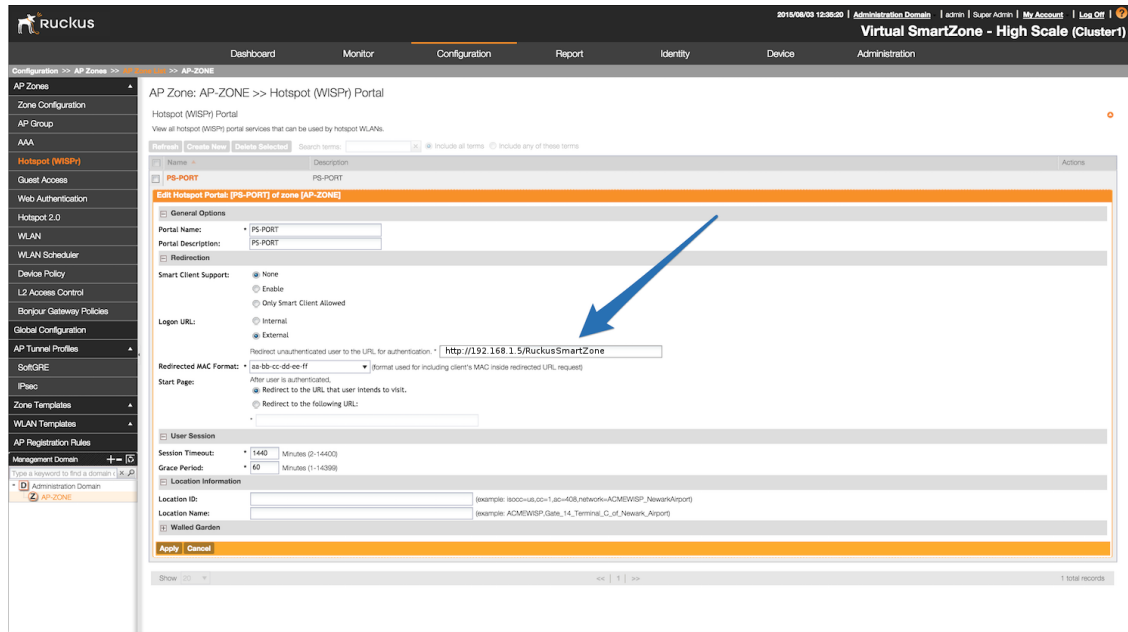 RUCKUS
2015/08/03 12:35:20 | Administration Domain | admin | Super Admin | My Account | Log Off | ?
Virtual SmartZone - High Scale (Cluster1)
Dashboard Monitor Configuration Report Identity Device Administration
Configuration >> AP Zones >> AP Zone List >> AP-ZONE
AP Zones
Zone Configuration
AP Group
AAA
Hotspot (WISPr)
Guest Access
Web Authentication
Hotspot 2.0
WLAN
WLAN Scheduler
Device Policy
L2 Access Control
Bonjour Gateway Policies
Global Configuration
AP Tunnel Profiles
SoftGRE
IPsec
Zone Templates
WLAN Templates
AP Registration Rules
Management Domain
Type a keyword to find a domain
D Administration Domain
Z AP-ZONE
AP Zone: AP-ZONE >> Hotspot (WISPr) Portal
Hotspot (WISPr) Portal
View all hotspot (WISPr) portal services that can be used by hotspot WLANs.
Refresh Create New Delete Selected Search terms: x Include all terms Include any of these terms
Name Description Actions
PS-PORT PS-PORT
Edit Hotspot Portal: [PS-PORT] of zone [AP-ZONE]
General Options
Portal Name: * PS-PORT
Portal Description: PS-PORT
Redirection
Smart Client Support: None
Enable
Only Smart Client Allowed
Logon URL: Internal
External
Redirect unauthenticated user to the URL for authentication. * http://192.168.1.5/RuckusSmartZone
Redirected MAC Format: * aa-bb-cc-dd-ee-ff (format used for including client's MAC inside redirected URL request)
Start Page: After user is authenticated,
Redirect to the URL that user intends to visit.
Redirect to the following URL:
*
User Session
Session Timeout: * 1440 Minutes (2-14400)
Grace Period: * 60 Minutes (1-14399)
Location Information
Location ID: (example: isocc=us,cc=1,ac=408,network=ACMEWISP_NewarkAirport)
Location Name: (example: ACMEWISP,Gate_14_Terminal_C_of_Newark_Airport)
Walled Garden
Apply Cancel
Show 20 << | 1 | >> 1 total records